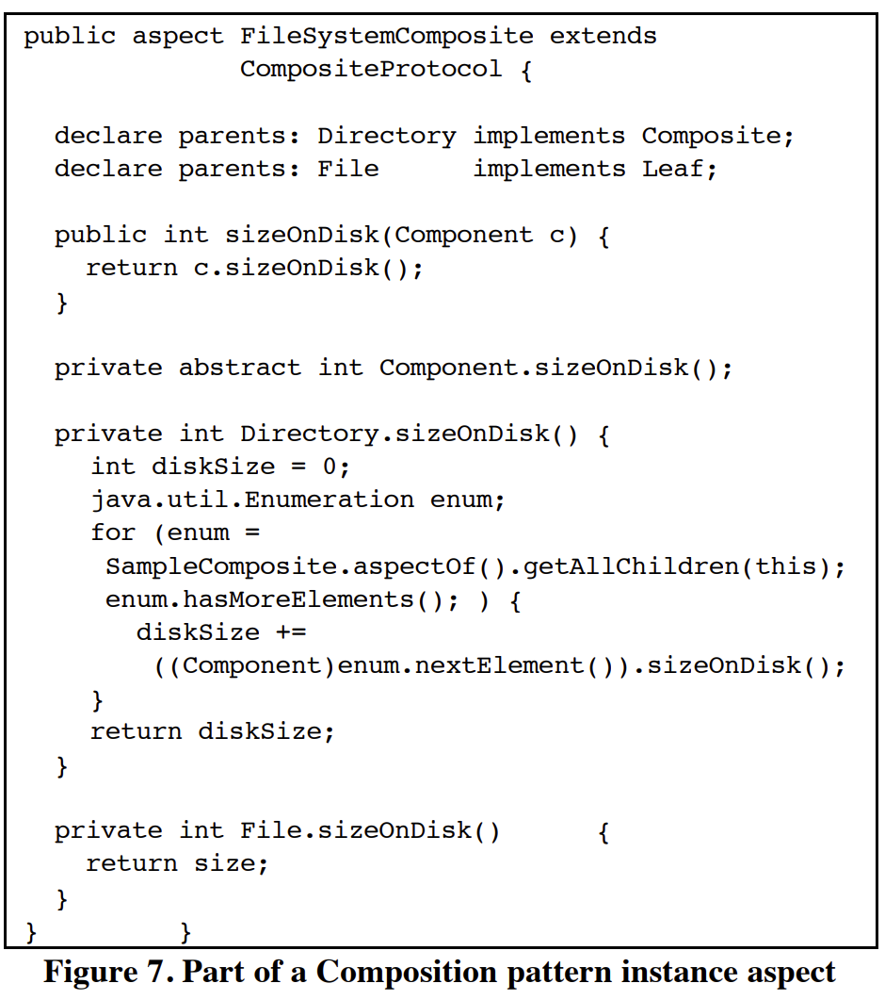 public aspect FileSystemComposite extends
CompositeProtocol {
declare parents: Directory implements Composite;
declare parents: File implements Leaf;
public int sizeOnDisk(Component c) {
return c.sizeOnDisk();
}
private abstract int Component.sizeOnDisk();
private int Directory.sizeOnDisk() {
int diskSize = 0;
java.util.Enumeration enum;
for (enum =
SampleComposite.aspectOf().getAllChildren(this);
enum.hasMoreElements(); ) {
diskSize +=
((Component)enum.nextElement()).sizeOnDisk();
}
return diskSize;
}
private int File.sizeOnDisk() {
return size;
}
} }
Figure 7. Part of a Composition pattern instance aspect